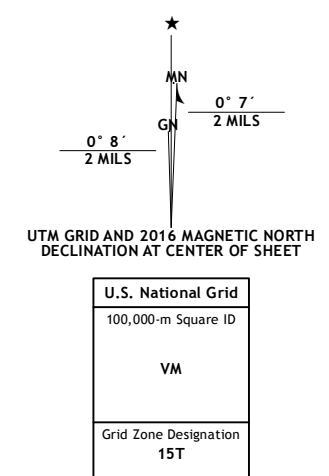 ★
MN
0° 7´
2 MILS
GN
0° 8´
2 MILS
UTM GRID AND 2016 MAGNETIC NORTH
DECLINATION AT CENTER OF SHEET
U.S. National Grid
100,000-m Square ID
VM
Grid Zone Designation
15T